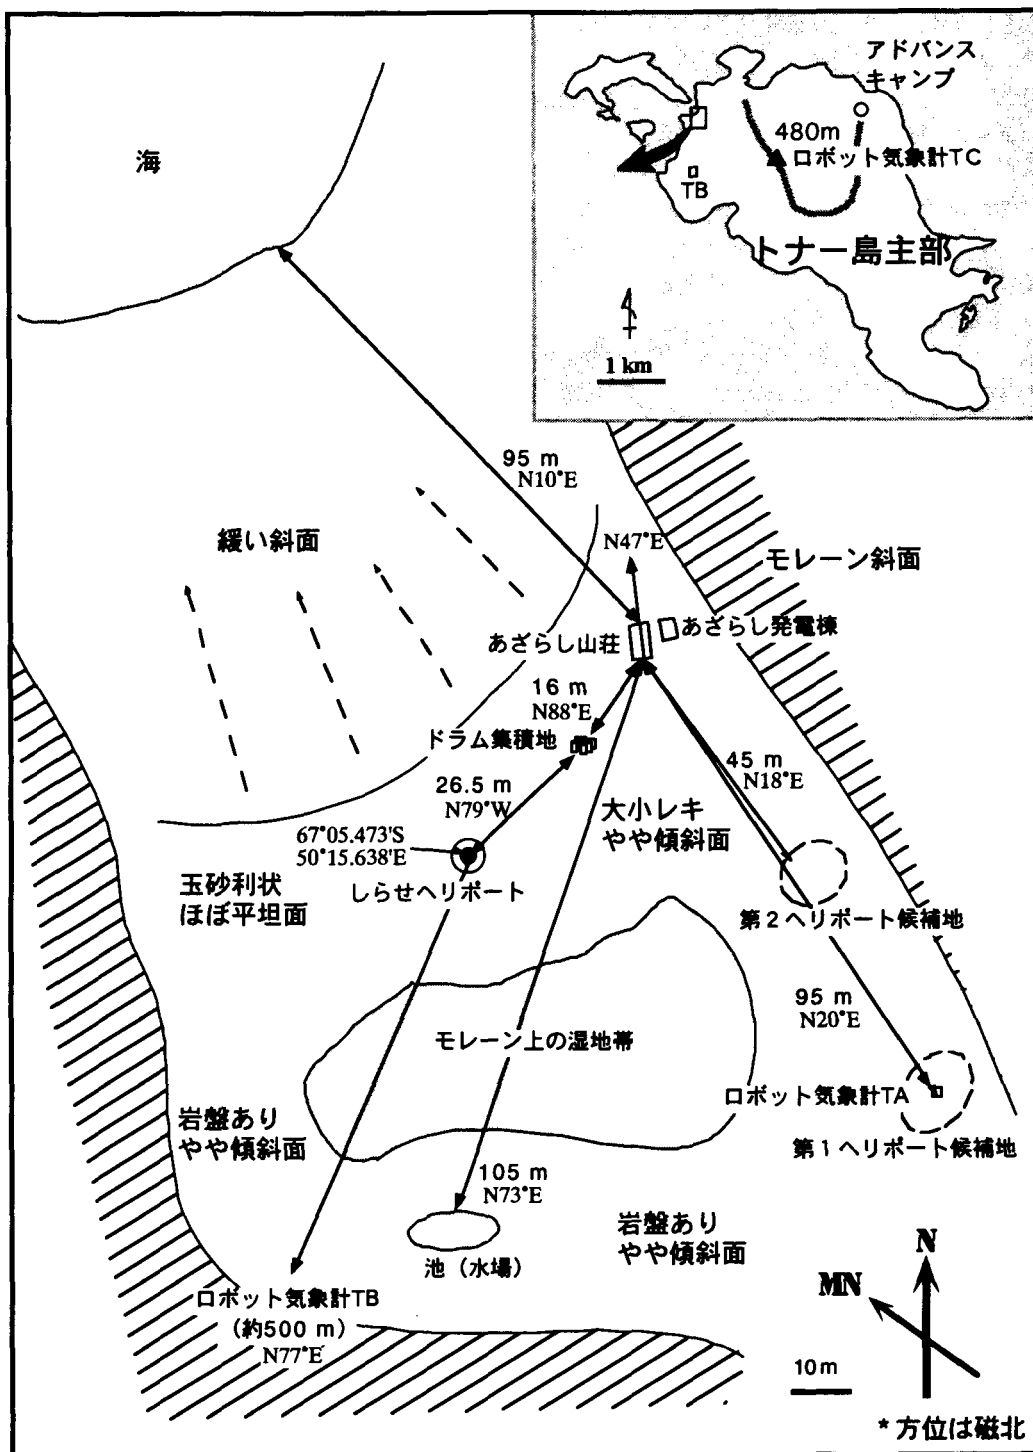 アドバンス
キャンプ
480m
ロボット気象計TC
TB
トナー島主部
1 km
海
95 m
N10°E
緩い斜面
N47°E
モレーン斜面
あざらし山荘
あざらし発電棟
16 m
N88°E
ドラム集積地
26.5 m
N79°W
45 m
N18°E
大小レキ
やや傾斜面
67°05.473'S
50°15.638'E
しらせヘリポート
玉砂利状
ほぼ平坦面
第2ヘリポート候補地
95 m
N20°E
モレーン上の湿地帯
ロボット気象計TA
岩盤あり
やや傾斜面
第1ヘリポート候補地
105 m
N73°E
岩盤あり
やや傾斜面
池（水場）
ロボット気象計TB
（約500 m）
N77°E
N
MN
10m
*方位は磁北